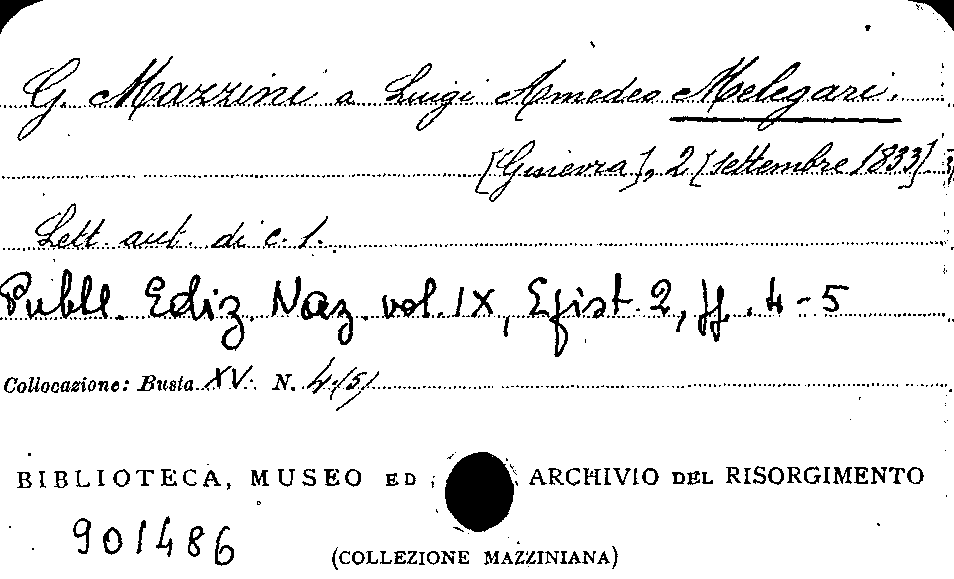 G. Mazzini a Luigi Amedeo Melegari.
[Ginevra], 2 [settembre 1833]
Lett. aut. di c. 1.
Publl. Ediz. Naz. vol. IX, Epist. 2, pp. 4-5
Collocazione: Busta XV. N. 4 (5)
BIBLIOTECA, MUSEO ED ARCHIVIO DEL RISORGIMENTO
901486
(COLLEZIONE MAZZINIANA)